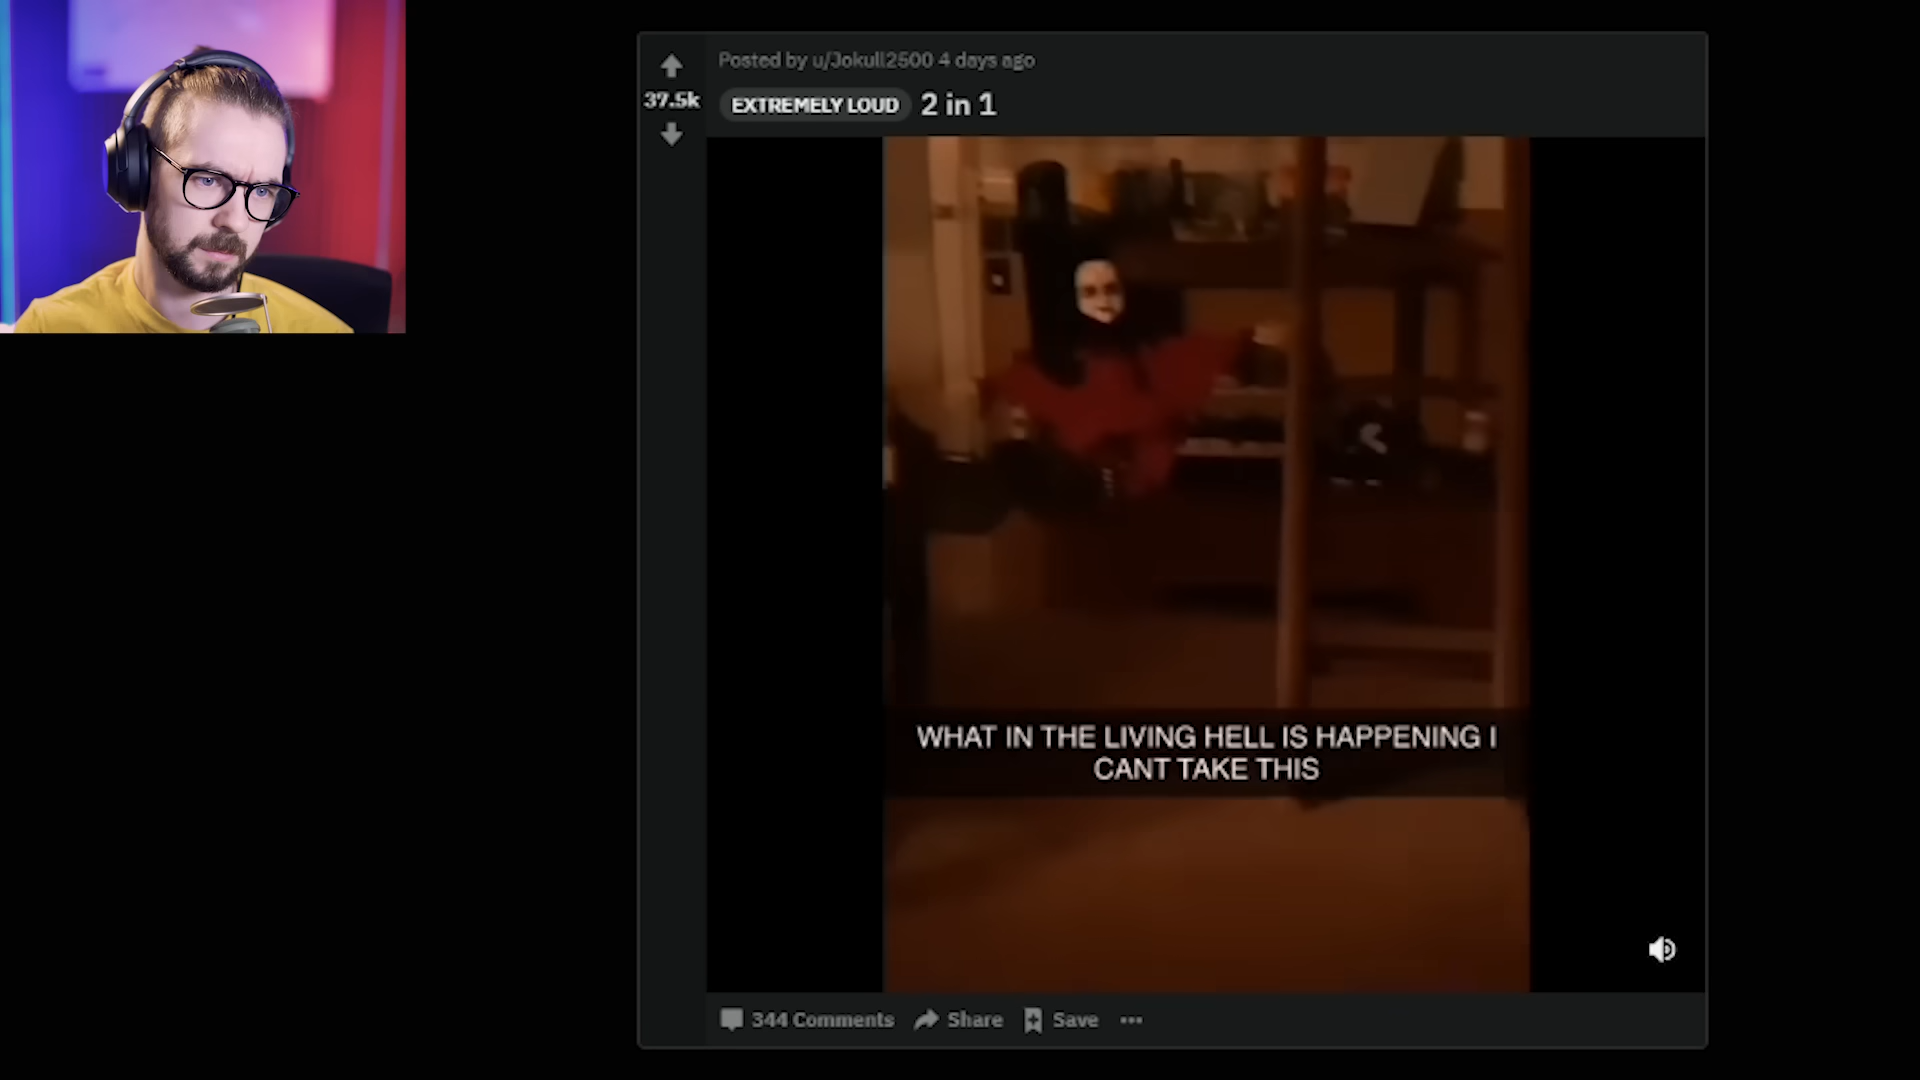 Posted by u/Jokull2500 4 days ago
37.5k
EXTREMELY LOUD 2 in 1
WHAT IN THE LIVING HELL IS HAPPENING I
CANT TAKE THIS
344 Comments Share Save